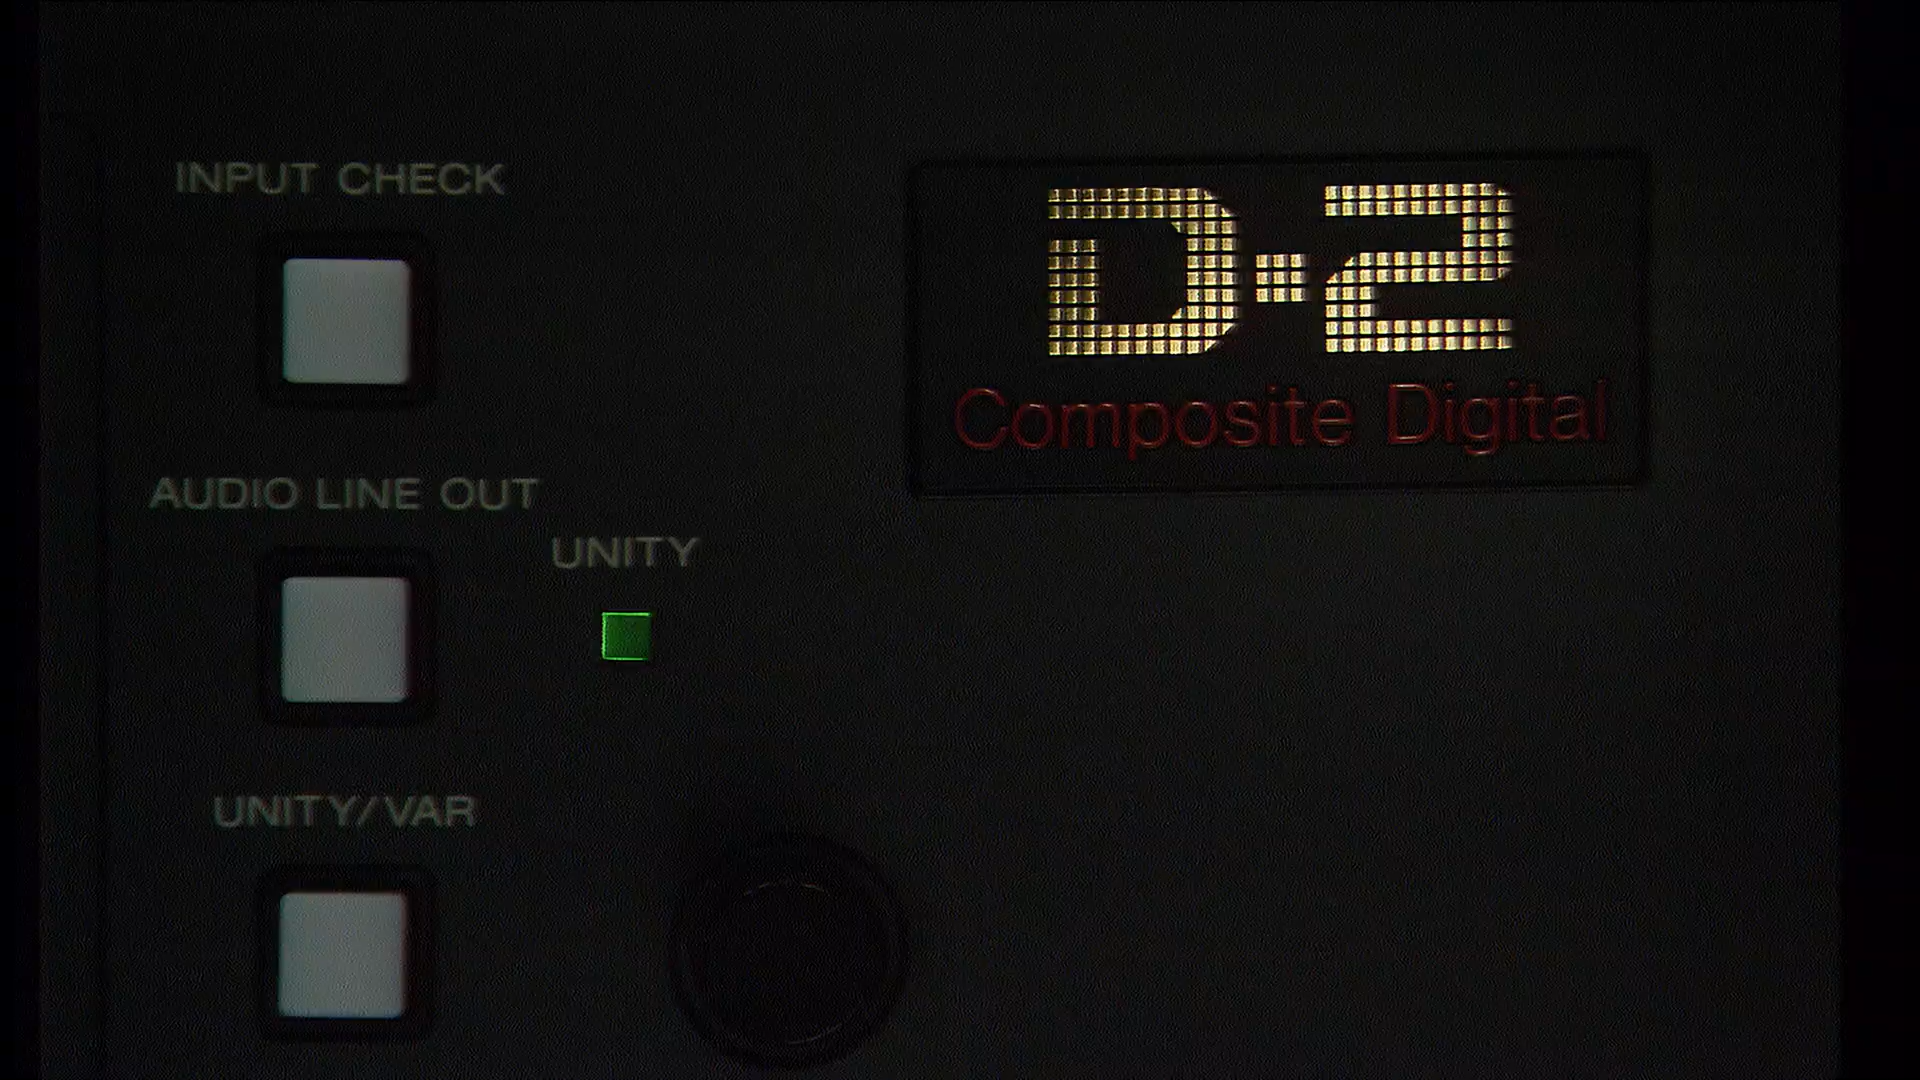 INPUT CHECK
D-2
Composite Digital
AUDIO LINE OUT
UNITY
UNITY/VAR